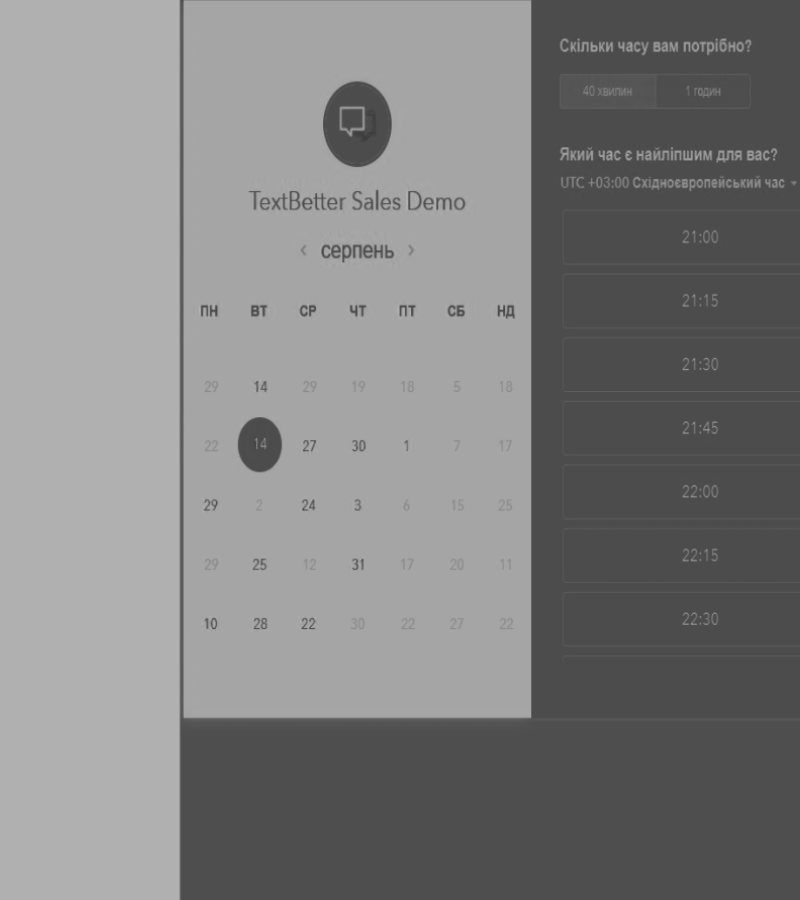 TextBetter Sales Demo
‹ серпень ›
ПН ВТ СР ЧТ ПТ СБ НД
29 14 29 19 18 5 18
22 14 27 30 1 7 17
29 2 24 3 6 15 25
29 25 12 31 17 20 11
10 28 22 30 22 27 22
Скільки часу вам потрібно?
40 хвилин 1 годин
Який час є найліпшим для вас?
UTC +03:00 Східноєвропейський час
21:00
21:15
21:30
21:45
22:00
22:15
22:30